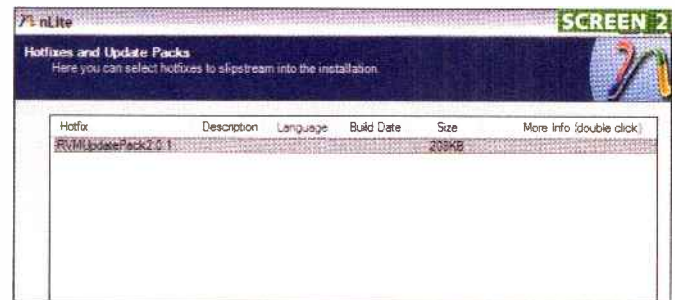 nLite
SCREEN 2
Hotfixes and Update Packs
Here you can select hotfixes to slipstream into the installation.
Hotfix Description Language Build Date Size More Info (double click)
RVMUpdatePack2.0.1 208KB